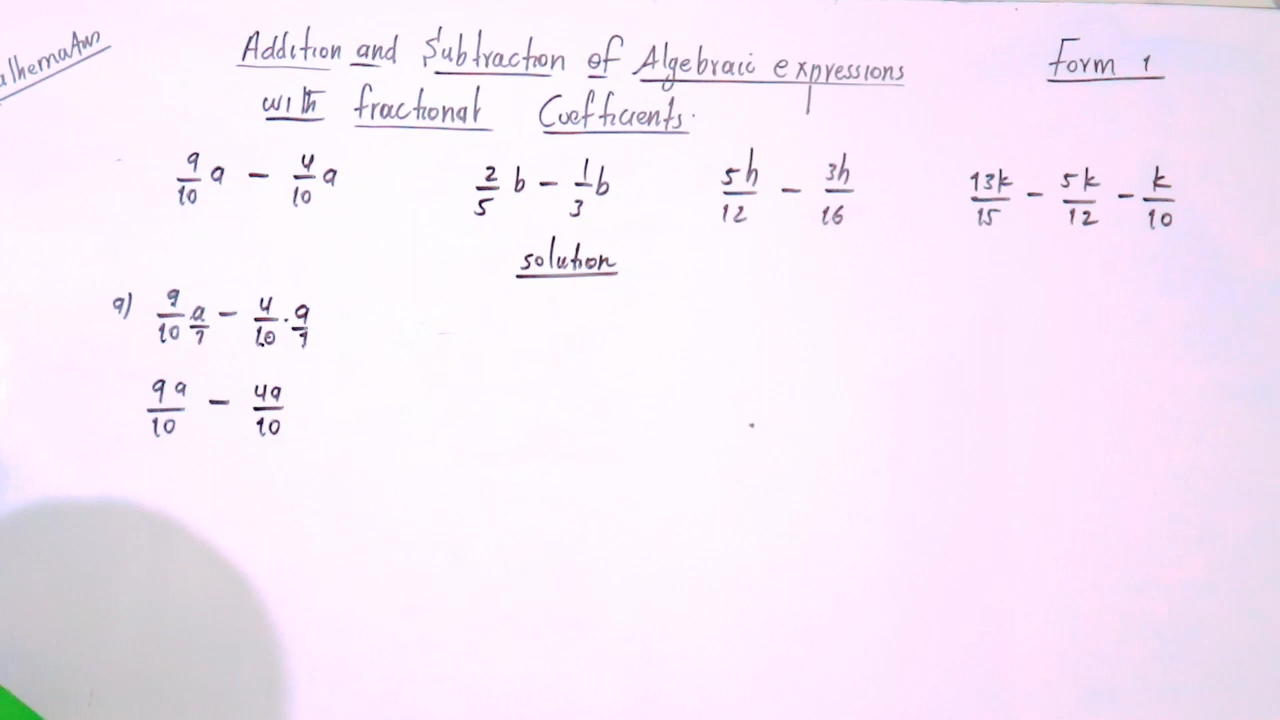 Addition and Subtraction of Algebraic expressions
Form 1
with fractional Coefficients.
9/10 a - 4/10 a
2/5 b - 1/3 b
5h/12 - 3h/16
13k/15 - 5k/12 - k/10
solution
a) 9/10 a/1 - 4/10 . a/1
9a/10 - 4a/10